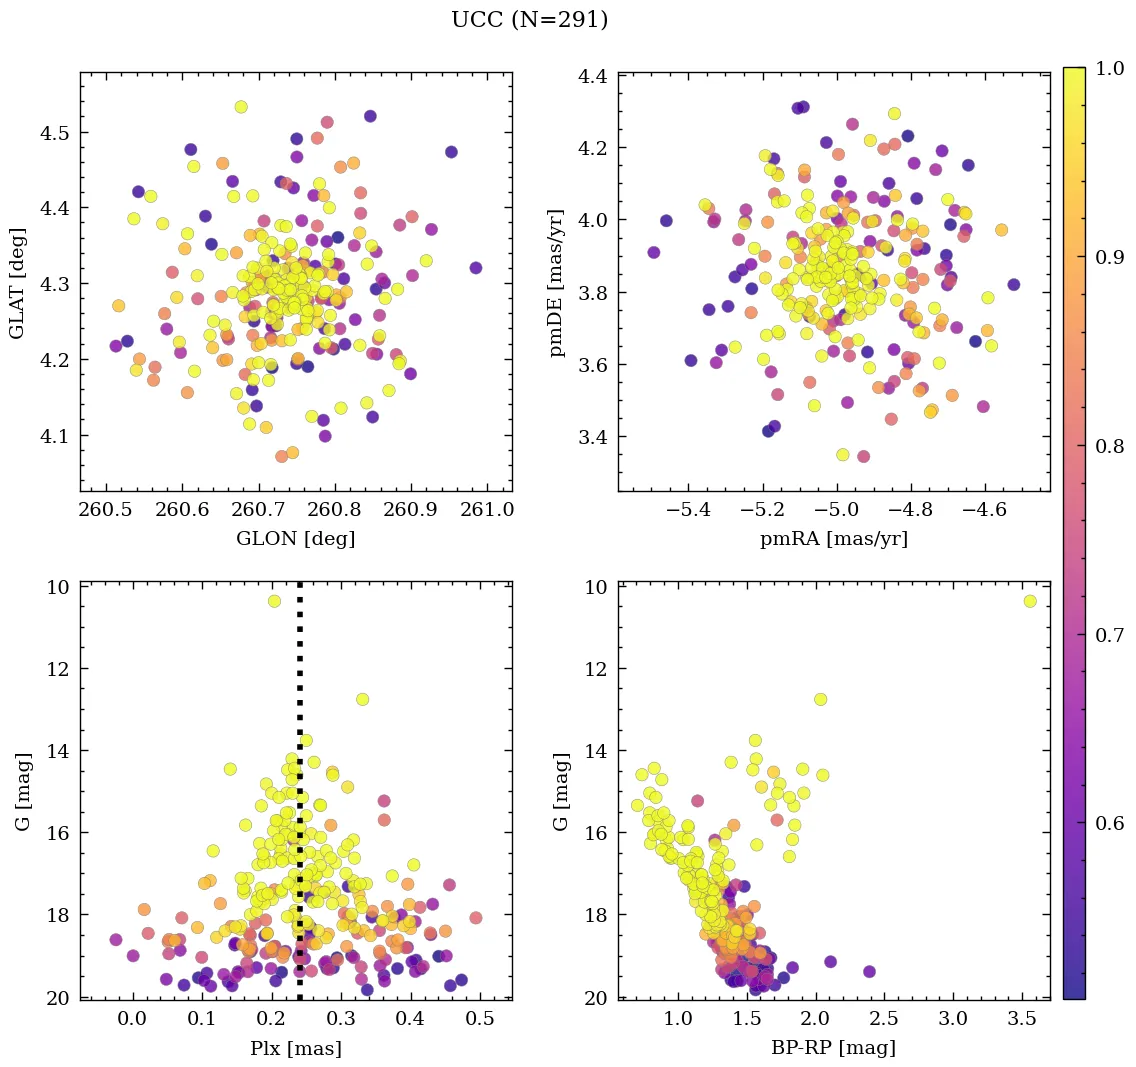 UCC (N=291)
4.5
4.4
4.3
4.2
4.1
GLAT [deg]
260.5 260.6 260.7 260.8 260.9 261.0
GLON [deg]
4.4
4.2
4.0
3.8
3.6
3.4
pmDE [mas/yr]
−5.4 −5.2 −5.0 −4.8 −4.6
pmRA [mas/yr]
1.0
0.9
0.8
0.7
0.6
10
12
14
16
18
20
G [mag]
0.0 0.1 0.2 0.3 0.4 0.5
Plx [mas]
10
12
14
16
18
20
G [mag]
1.0 1.5 2.0 2.5 3.0 3.5
BP-RP [mag]